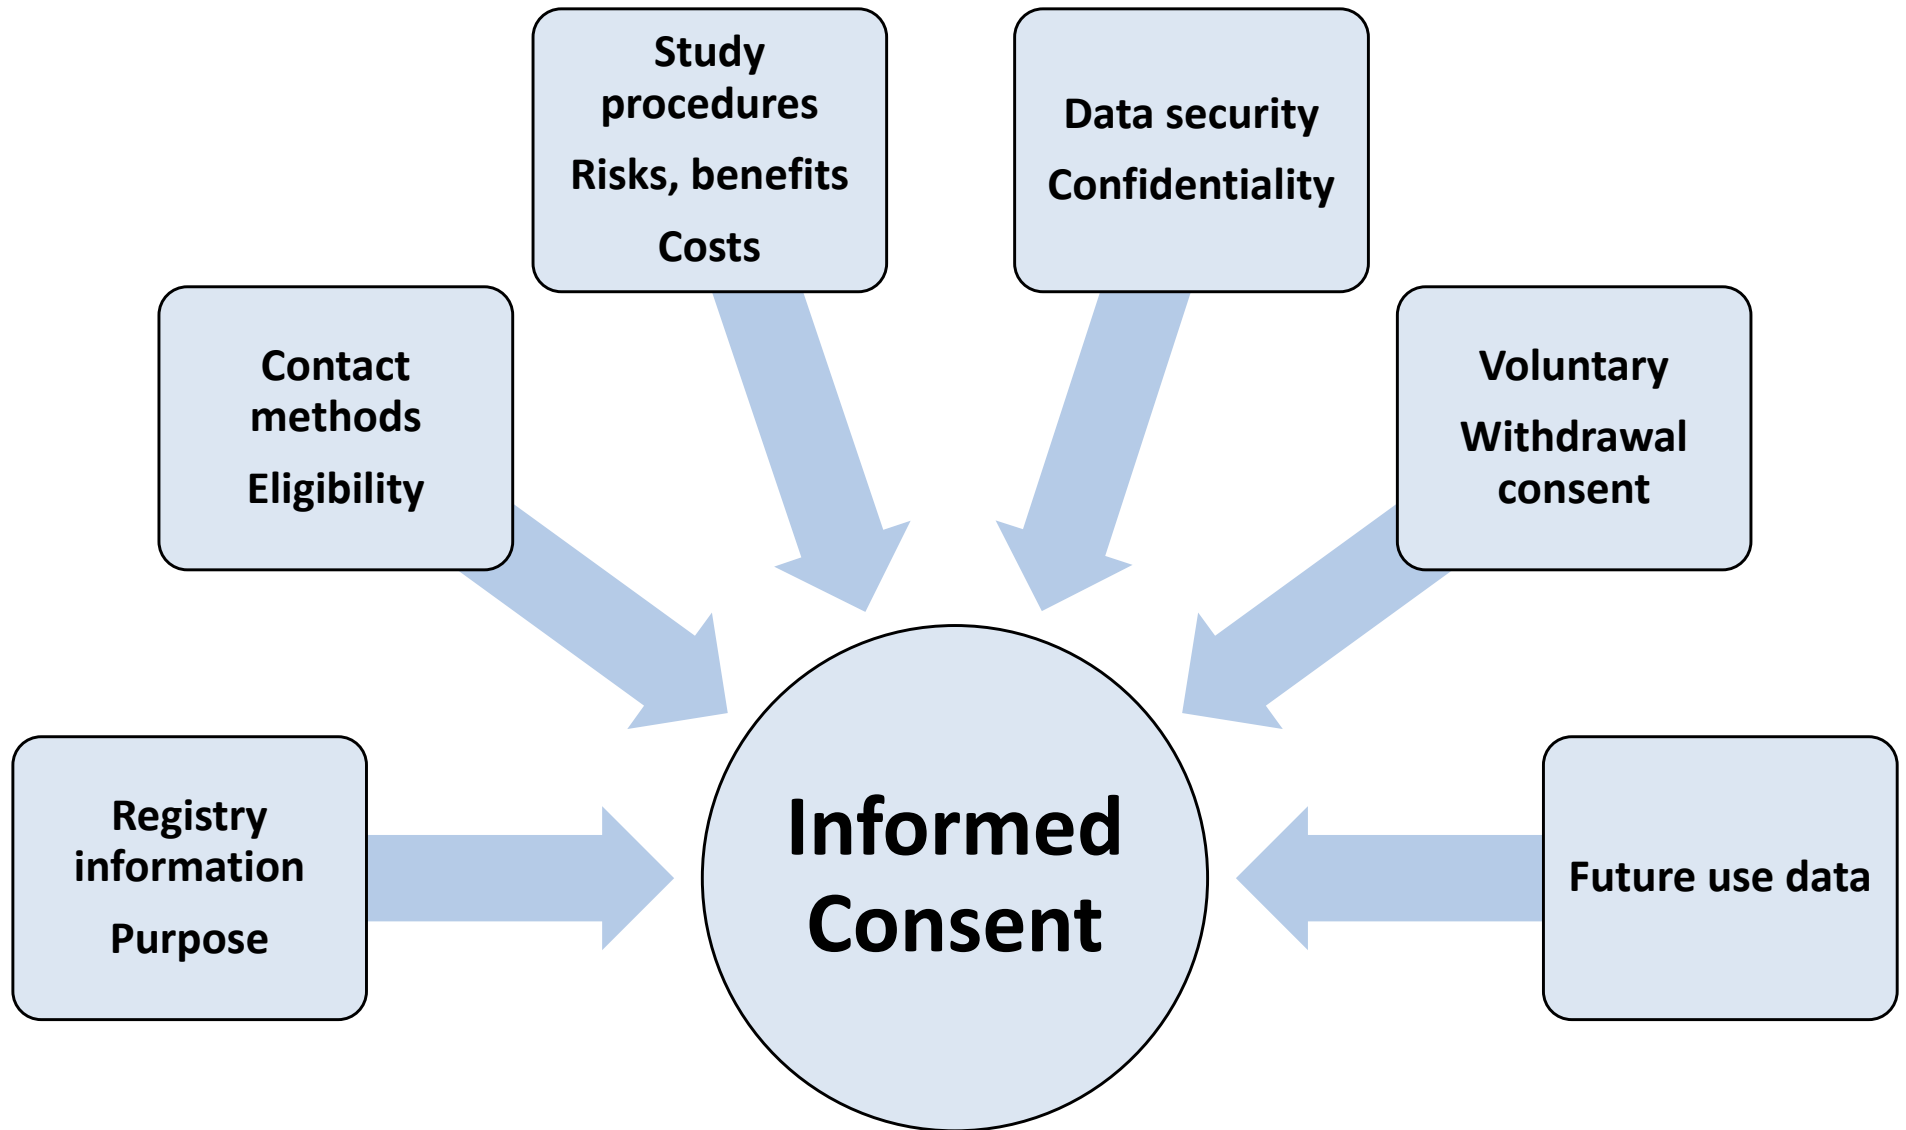 Study
procedures
Risks, benefits
Costs
Data security
Confidentiality
Contact
methods
Eligibility
Voluntary
Withdrawal
consent
Registry
information
Purpose
Informed
Consent
Future use data